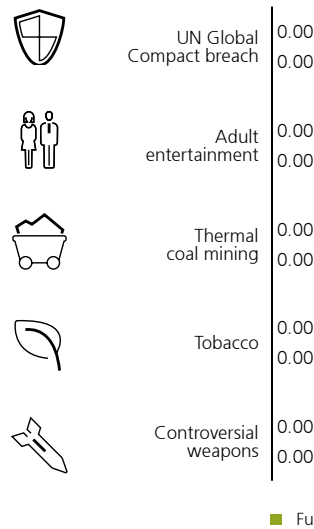 UN Global
Compact breach
0.00
0.00
Adult
entertainment
0.00
0.00
Thermal
coal mining
0.00
0.00
Tobacco
0.00
0.00
Controversial
weapons
0.00
0.00
Fu